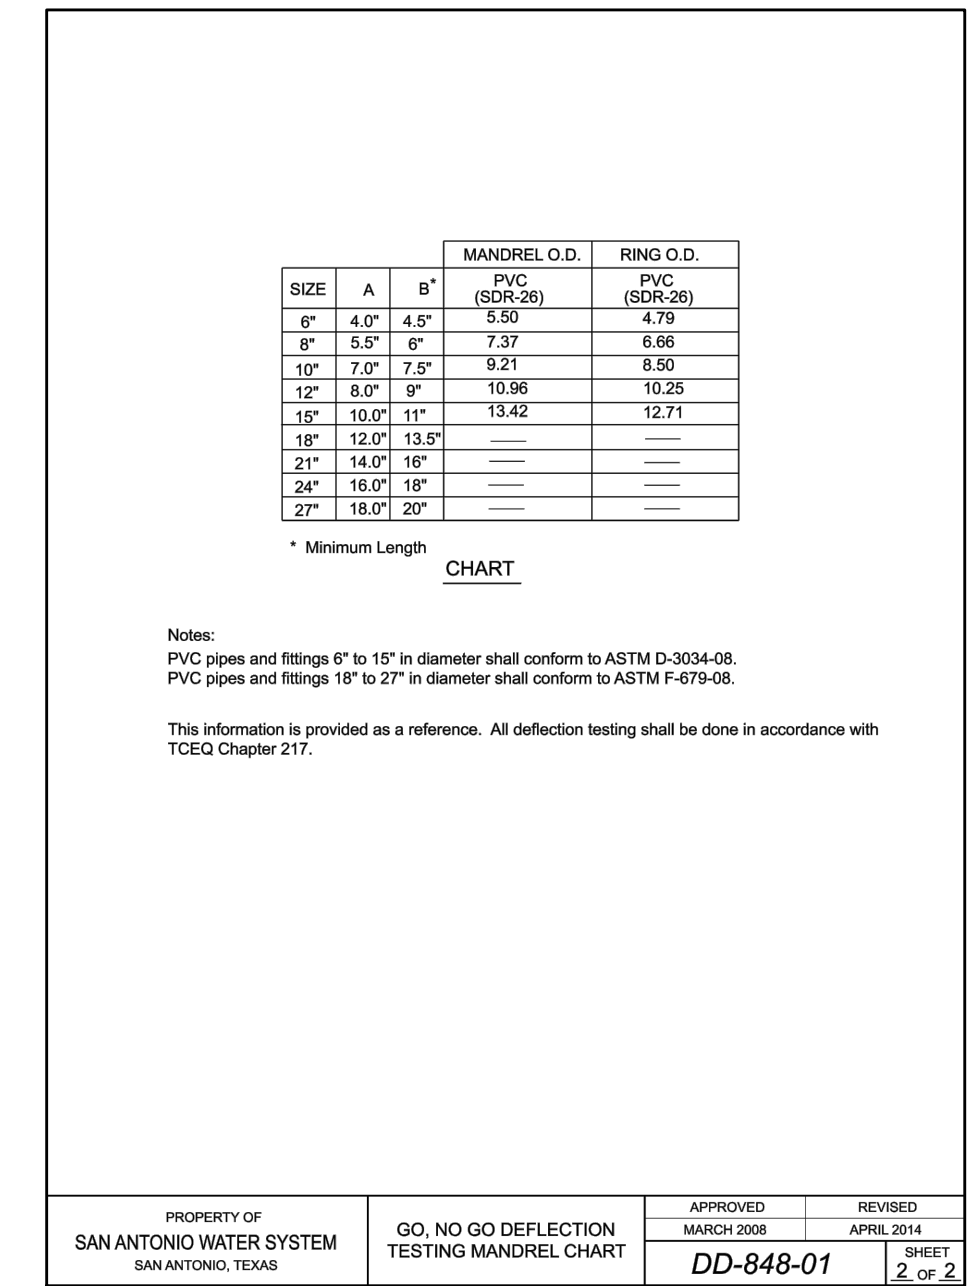 MANDREL O.D. RING O.D.
SIZE A B* PVC (SDR-26) PVC (SDR-26)
6" 4.0" 4.5" 5.50 4.79
8" 5.5" 6" 7.37 6.66
10" 7.0" 7.5" 9.21 8.50
12" 8.0" 9" 10.96 10.25
15" 10.0" 11" 13.42 12.71
18" 12.0" 13.5" —— ——
21" 14.0" 16" —— ——
24" 16.0" 18" —— ——
27" 18.0" 20" —— ——
* Minimum Length
CHART
Notes:
PVC pipes and fittings 6" to 15" in diameter shall conform to ASTM D-3034-08.
PVC pipes and fittings 18" to 27" in diameter shall conform to ASTM F-679-08.
This information is provided as a reference. All deflection testing shall be done in accordance with
TCEQ Chapter 217.
PROPERTY OF
SAN ANTONIO WATER SYSTEM
SAN ANTONIO, TEXAS
GO, NO GO DEFLECTION
TESTING MANDREL CHART
APPROVED REVISED
MARCH 2008 APRIL 2014
DD-848-01
SHEET
2 OF 2